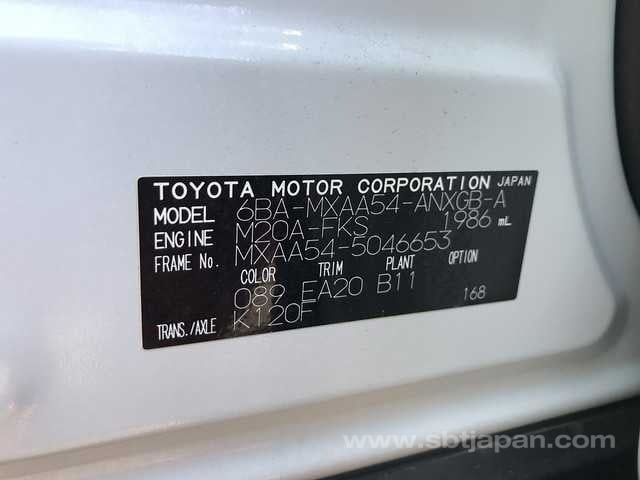 TOYOTA MOTOR CORPORATION JAPAN
MODEL 6BA-MXAA54-ANXGB-A
ENGINE M20A-FKS 1986 mL
FRAME No. MXAA54-5046653
COLOR TRIM PLANT OPTION
089 EA20 B11 168
TRANS./AXLE K120F
www.sbtjapan.com